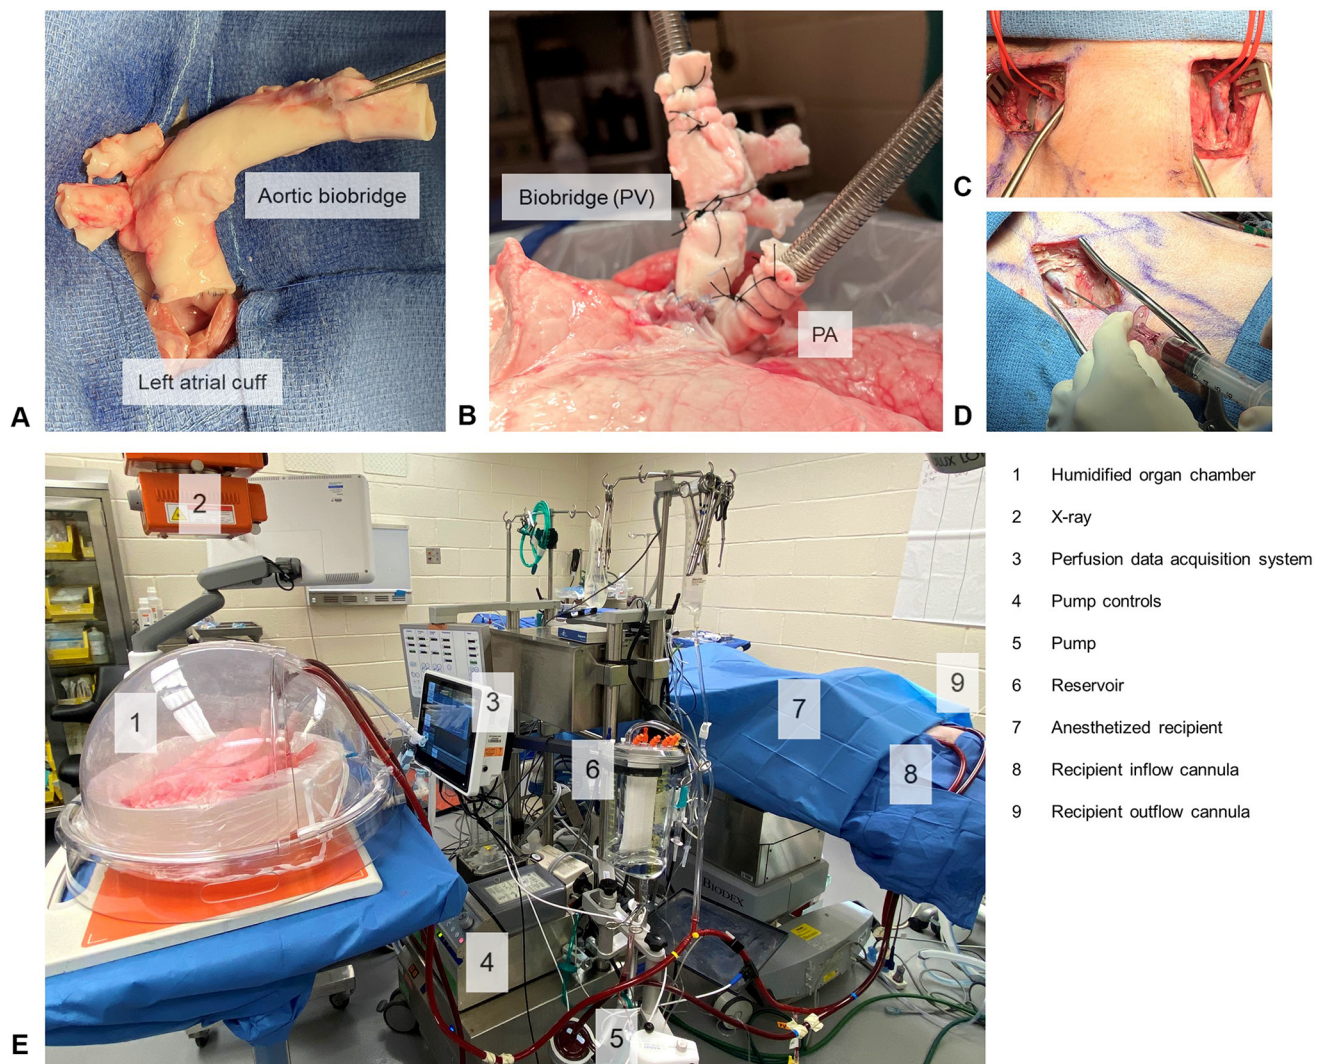 Aortic biobridge
Left atrial cuff
A
Biobridge (PV)
PA
B
C
D
1 Humidified organ chamber
2 X-ray
3 Perfusion data acquisition system
4 Pump controls
5 Pump
6 Reservoir
7 Anesthetized recipient
8 Recipient inflow cannula
9 Recipient outflow cannula
2
1
3
9
7
6
8
BIODEX
4
5
E